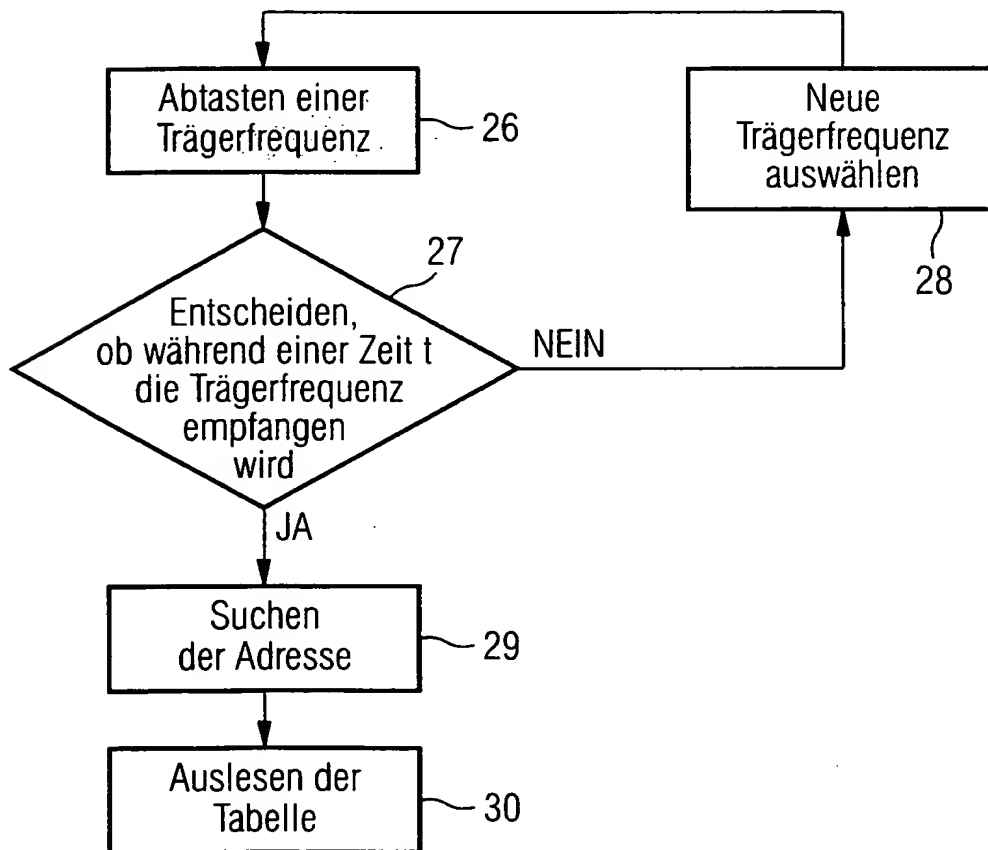 Abtasten einer
Trägerfrequenz
26
Neue
Trägerfrequenz
auswählen
28
27
Entscheiden,
ob während einer Zeit t
die Trägerfrequenz
empfangen
wird
NEIN
JA
Suchen
der Adresse
29
Auslesen der
Tabelle
30